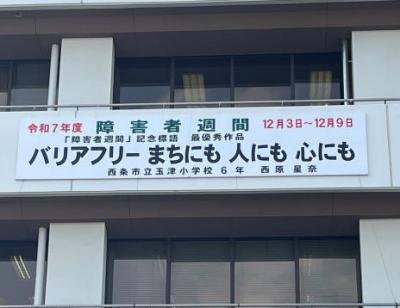 令和7年度 障害者週間 12月3日~12月9日
「障害者週間」記念標語 最優秀作品
バリアフリー まちにも 人にも 心にも
西条市立玉津小学校 6年 西原 星奈